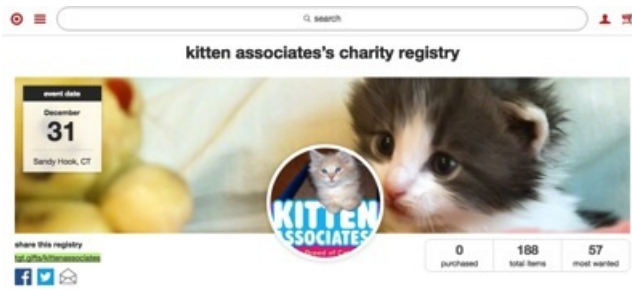 search
kitten associates's charity registry
event date
December
31
Sandy Hook, CT
KITTEN
ASSOCIATES
share this registry
tgt.gifts/kittenassociates
0
purchased
188
total items
57
most wanted